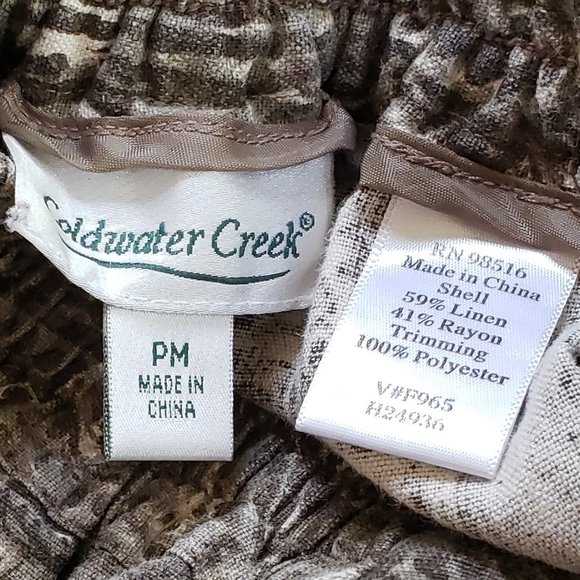 Coldwater Creek®
PM
MADE IN
CHINA
RN 98516
Made in China
Shell
59% Linen
41% Rayon
Trimming
100% Polyester
V#F965
H24936